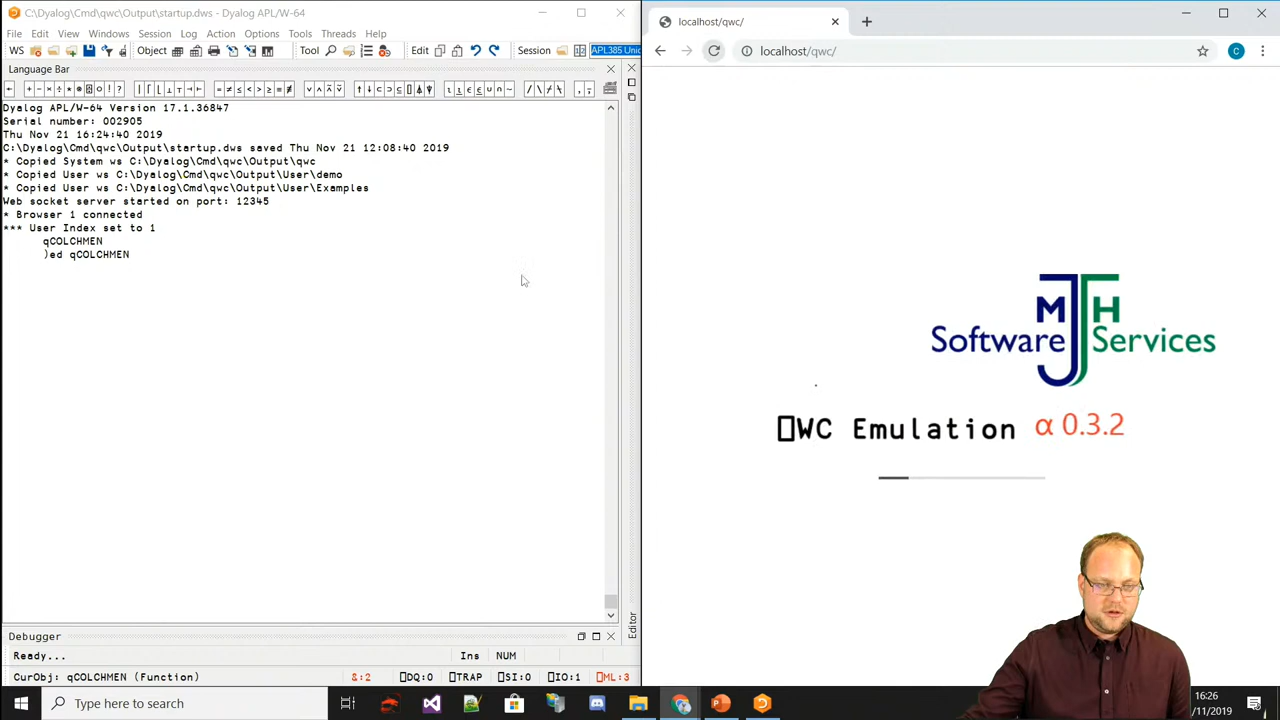 C:\Dyalog\Cmd\qwc\Output\startup.dws - Dyalog APL/W-64
File Edit View Windows Session Log Action Options Tools Threads Help
WS Object Tool Edit Session APL385 Unic
Language Bar
Dyalog APL/W-64 Version 17.1.36847
Serial number: 002905
Thu Nov 21 16:24:40 2019
C:\Dyalog\Cmd\qwc\Output\startup.dws saved Thu Nov 21 12:08:40 2019
* Copied System ws C:\Dyalog\Cmd\qwc\Output\qwc
* Copied User ws C:\Dyalog\Cmd\qwc\Output\User\demo
* Copied User ws C:\Dyalog\Cmd\qwc\Output\User\Examples
Web socket server started on port: 12345
* Browser 1 connected
*** User Index set to 1
qCOLCHMEN
)ed qCOLCHMEN
Editor
Debugger
Ready...
Ins
NUM
CurObj: qCOLCHMEN (Function)
&:2
⎕DQ:0
⎕TRAP
⎕SI:0
⎕IO:1
⎕ML:3
Type here to search
localhost/qwc/
localhost/qwc/
C
MJH
Software Services
⎕WC Emulation α 0.3.2
16:26
/11/2019